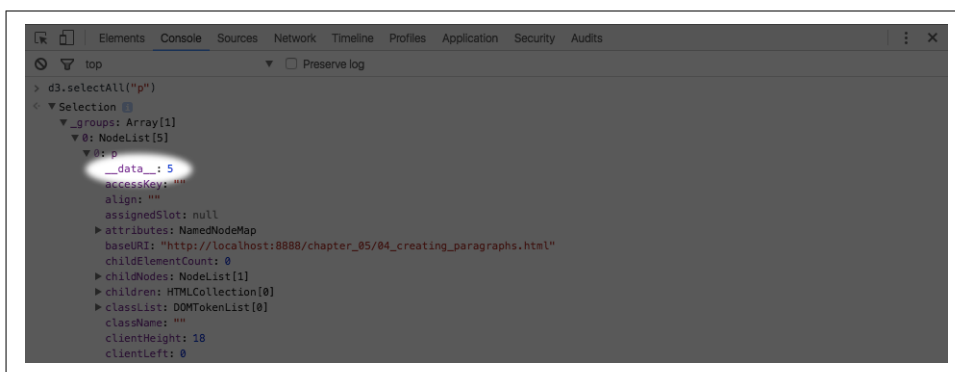 Elements Console Sources Network Timeline Profiles Application Security Audits
top Preserve log
> d3.selectAll("p")
Selection
_groups: Array[1]
0: NodeList[5]
0: p
__data__: 5
accessKey: ""
align: ""
assignedSlot: null
attributes: NamedNodeMap
baseURI: "http://localhost:8888/chapter_05/04_creating_paragraphs.html"
childElementCount: 0
childNodes: NodeList[1]
children: HTMLCollection[0]
classList: DOMTokenList[0]
className: ""
clientHeight: 18
clientLeft: 0